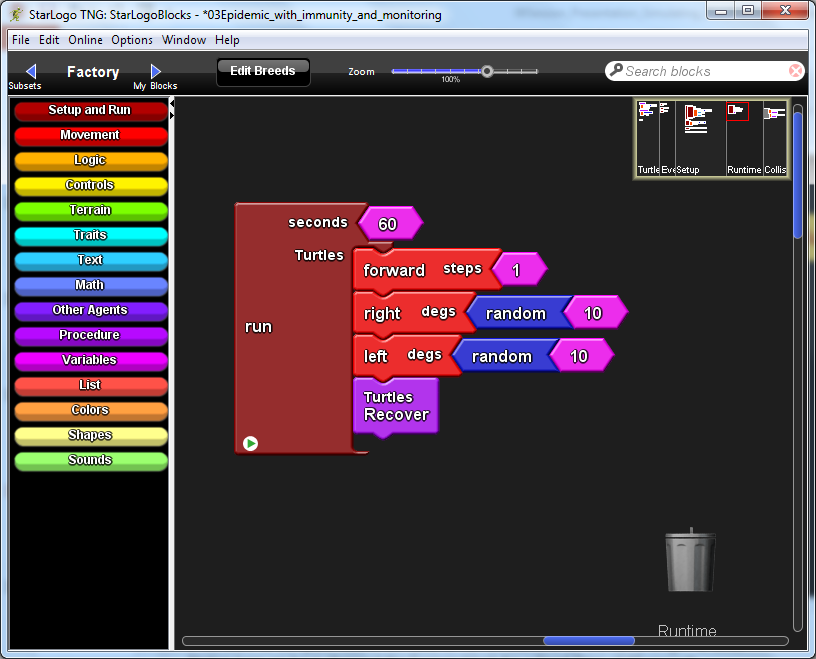 StarLogo TNG: StarLogoBlocks - *03Epidemic_with_immunity_and_monitoring
File Edit Online Options Window Help
Subsets
Factory
My Blocks
Edit Breeds
Zoom
100%
Search blocks
Setup and Run
Movement
Logic
Controls
Terrain
Traits
Text
Math
Other Agents
Procedure
Variables
List
Colors
Shapes
Sounds
Turtle
Eve
Setup
Runtime
Collis
seconds 60
Turtles
forward steps 1
right degs random 10
run
left degs random 10
Turtles
Recover
Runtime